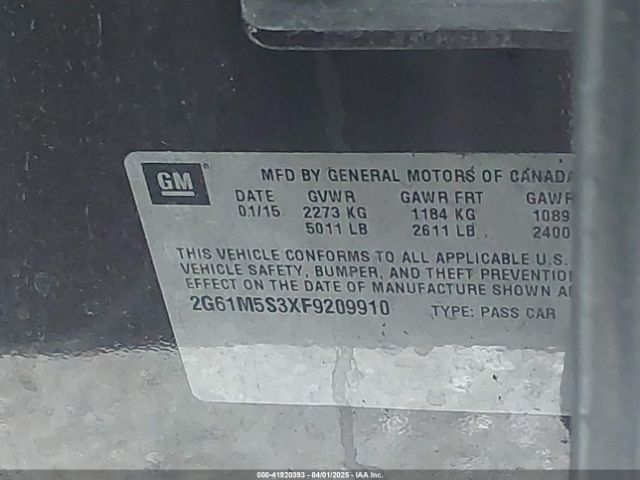 GM ® MFD BY GENERAL MOTORS OF CANADA
DATE GVWR GAWR FRT GAWR
01/15 2273 KG 1184 KG 1089
5011 LB 2611 LB 2400
THIS VEHICLE CONFORMS TO ALL APPLICABLE U.S.
VEHICLE SAFETY, BUMPER, AND THEFT PREVENTION
EFFECT ON THE DATE OF MANUFACTURE SHOWN
2G61M5S3XF9209910 TYPE: PASS CAR
000-41920393 - 04/01/2025 - IAA Inc.